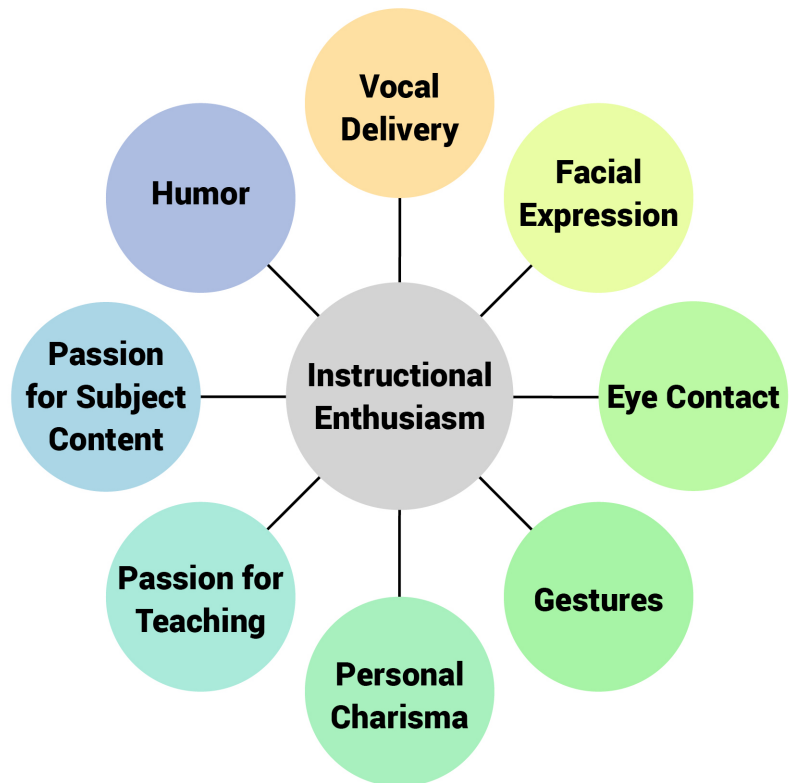 Vocal
Delivery
Facial
Expression
Eye Contact
Gestures
Personal
Charisma
Passion for
Teaching
Passion
for Subject
Content
Humor
Instructional
Enthusiasm